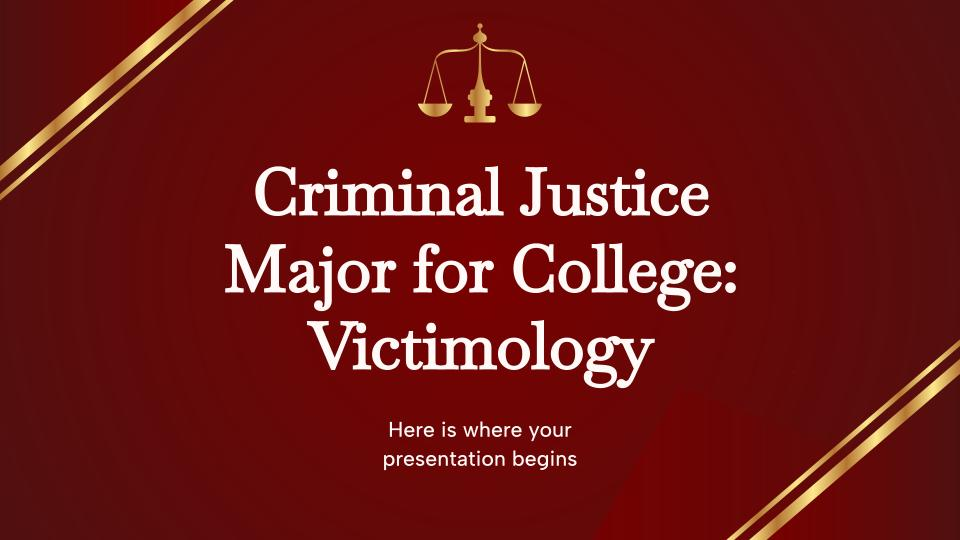 Criminal Justice
Major for College:
Victimology
Here is where your
presentation begins